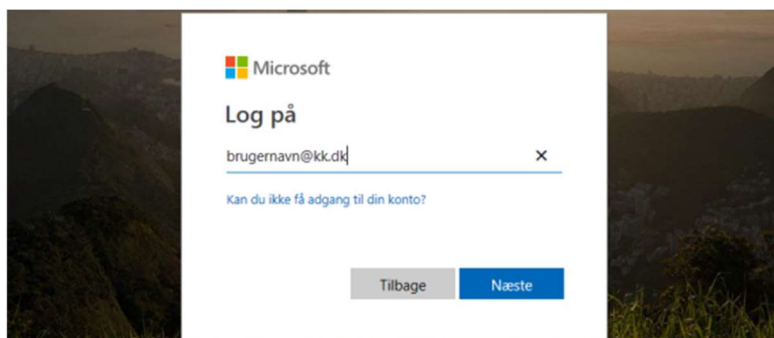 Microsoft
Log på
brugernavn@kk.dk
Kan du ikke få adgang til din konto?
Tilbage Næste